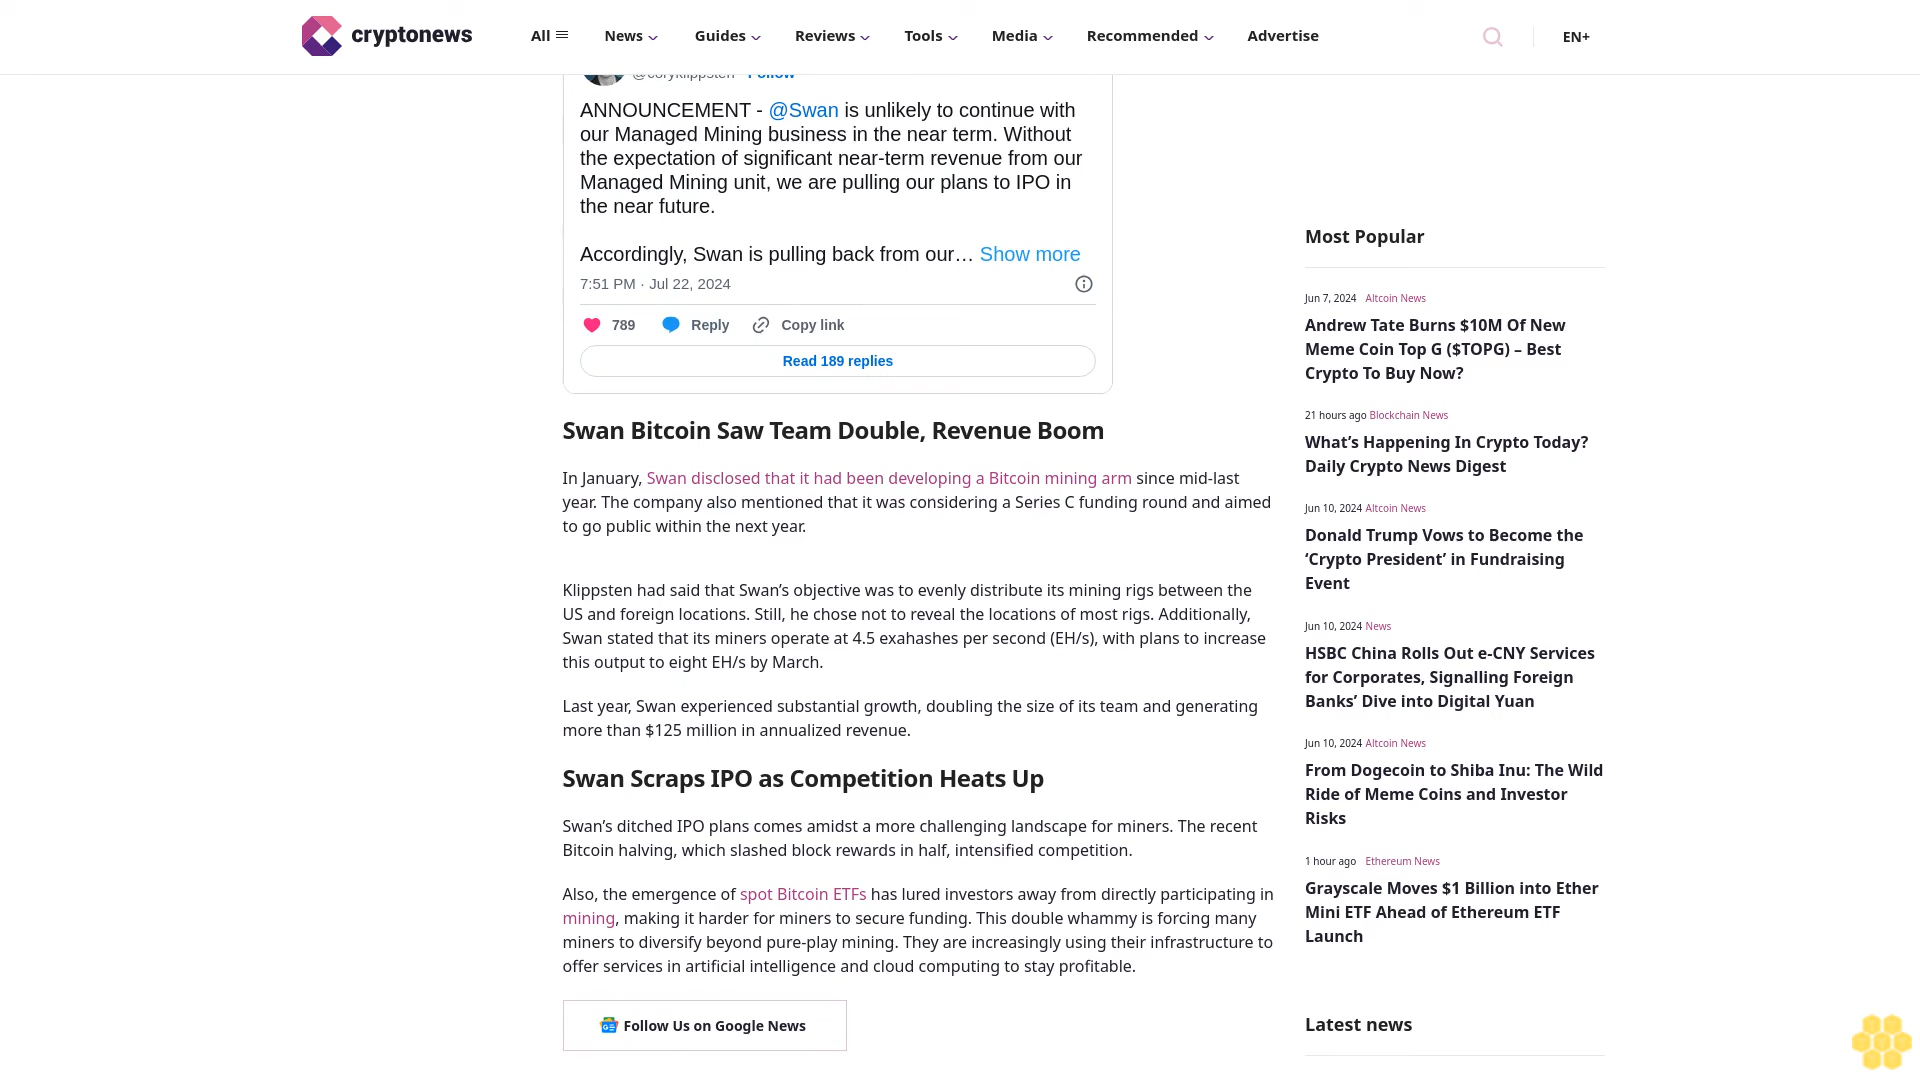 cryptonews
All
News
Guides
Reviews
Tools
Media
Recommended
Advertise
EN+
@coryklippsten · Follow
ANNOUNCEMENT - @Swan is unlikely to continue with
our Managed Mining business in the near term. Without
the expectation of significant near-term revenue from our
Managed Mining unit, we are pulling our plans to IPO in
the near future.
Accordingly, Swan is pulling back from our… Show more
7:51 PM · Jul 22, 2024
789 Reply Copy link
Read 189 replies
Swan Bitcoin Saw Team Double, Revenue Boom
In January, Swan disclosed that it had been developing a Bitcoin mining arm since mid-last
year. The company also mentioned that it was considering a Series C funding round and aimed
to go public within the next year.
Klippsten had said that Swan’s objective was to evenly distribute its mining rigs between the
US and foreign locations. Still, he chose not to reveal the locations of most rigs. Additionally,
Swan stated that its miners operate at 4.5 exahashes per second (EH/s), with plans to increase
this output to eight EH/s by March.
Last year, Swan experienced substantial growth, doubling the size of its team and generating
more than $125 million in annualized revenue.
Swan Scraps IPO as Competition Heats Up
Swan’s ditched IPO plans comes amidst a more challenging landscape for miners. The recent
Bitcoin halving, which slashed block rewards in half, intensified competition.
Also, the emergence of spot Bitcoin ETFs has lured investors away from directly participating in
mining, making it harder for miners to secure funding. This double whammy is forcing many
miners to diversify beyond pure-play mining. They are increasingly using their infrastructure to
offer services in artificial intelligence and cloud computing to stay profitable.
Follow Us on Google News
Most Popular
Jun 7, 2024 Altcoin News
Andrew Tate Burns $10M Of New
Meme Coin Top G ($TOPG) – Best
Crypto To Buy Now?
21 hours ago Blockchain News
What’s Happening In Crypto Today?
Daily Crypto News Digest
Jun 10, 2024 Altcoin News
Donald Trump Vows to Become the
‘Crypto President’ in Fundraising
Event
Jun 10, 2024 News
HSBC China Rolls Out e-CNY Services
for Corporates, Signalling Foreign
Banks’ Dive into Digital Yuan
Jun 10, 2024 Altcoin News
From Dogecoin to Shiba Inu: The Wild
Ride of Meme Coins and Investor
Risks
1 hour ago Ethereum News
Grayscale Moves $1 Billion into Ether
Mini ETF Ahead of Ethereum ETF
Launch
Latest news